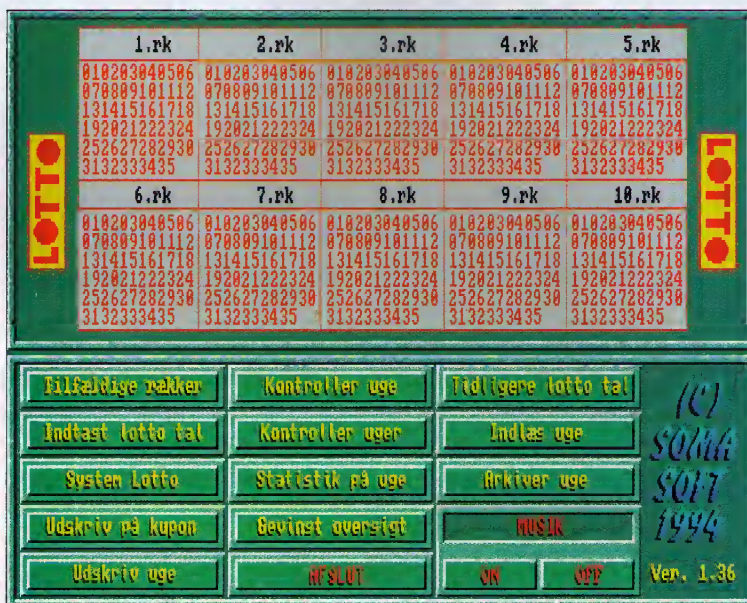 1.rk 2.rk 3.rk 4.rk 5.rk
010203040506 010203040506 010203040506 010203040506 010203040506
070809101112 070809101112 070809101112 070809101112 070809101112
131415161718 131415161718 131415161718 131415161718 131415161718
192021222324 192021222324 192021222324 192021222324 192021222324
252627282930 252627282930 252627282930 252627282930 252627282930
3132333435 3132333435 3132333435 3132333435 3132333435
LOTTO
LOTTO
6.rk 7.rk 8.rk 9.rk 10.rk
010203040506 010203040506 010203040506 010203040506 010203040506
070809101112 070809101112 070809101112 070809101112 070809101112
131415161718 131415161718 131415161718 131415161718 131415161718
192021222324 192021222324 192021222324 192021222324 192021222324
252627282930 252627282930 252627282930 252627282930 252627282930
3132333435 3132333435 3132333435 3132333435 3132333435
Tilfældige rækker Kontroller uge Tidligere lotto tal
Indtast lotto tal Kontroller uger Indlæs uge
System Lotto Statistik på uge Arkiver uge
Udskriv på kupon Gevinst oversigt MUSIK
Udskriv uge AFSLUT ON OFF
(C)
SOMA
SOFT
1994
Ver. 1.36